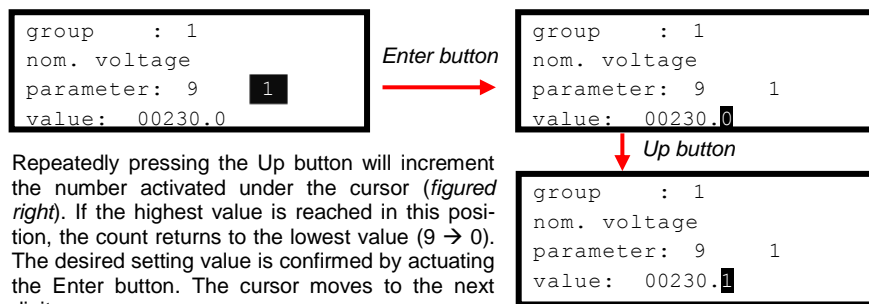 group : 1
nom. voltage
parameter: 9 1
value: 00230.0
Enter button
group : 1
nom. voltage
parameter: 9 1
value: 00230.0
Up button
group : 1
nom. voltage
parameter: 9 1
value: 00230.1
Repeatedly pressing the Up button will increment
the number activated under the cursor (figured
right). If the highest value is reached in this posi-
tion, the count returns to the lowest value (9 → 0).
The desired setting value is confirmed by actuating
the Enter button. The cursor moves to the next